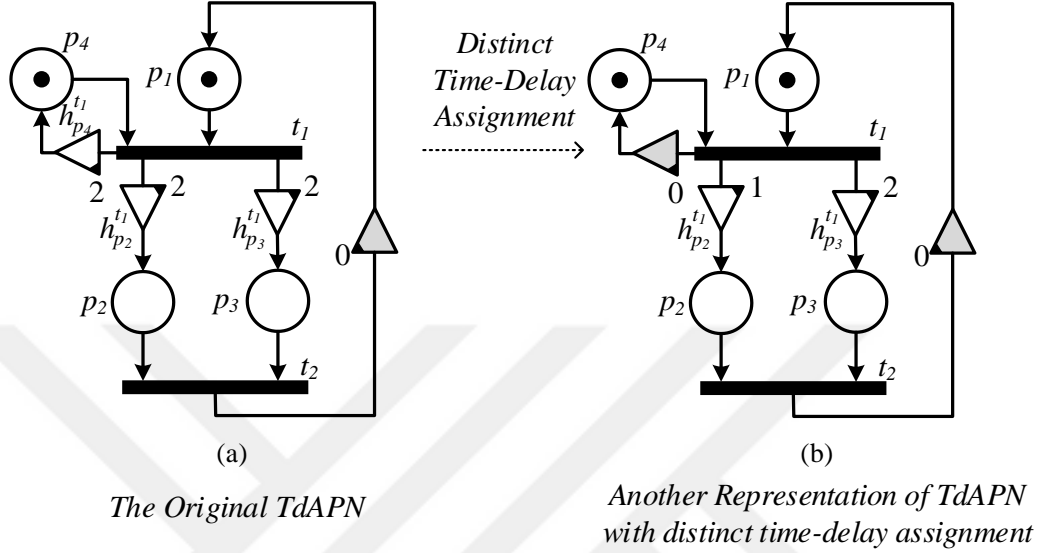 p4
p1
h^{t1}_{p4}
t1
2
2
2
h^{t1}_{p2}
h^{t1}_{p3}
0
p2
p3
t2
(a)
The Original TdAPN
Distinct
Time-Delay
Assignment
p4
p1
t1
0
1
2
h^{t1}_{p2}
h^{t1}_{p3}
0
p2
p3
t2
(b)
Another Representation of TdAPN
with distinct time-delay assignment